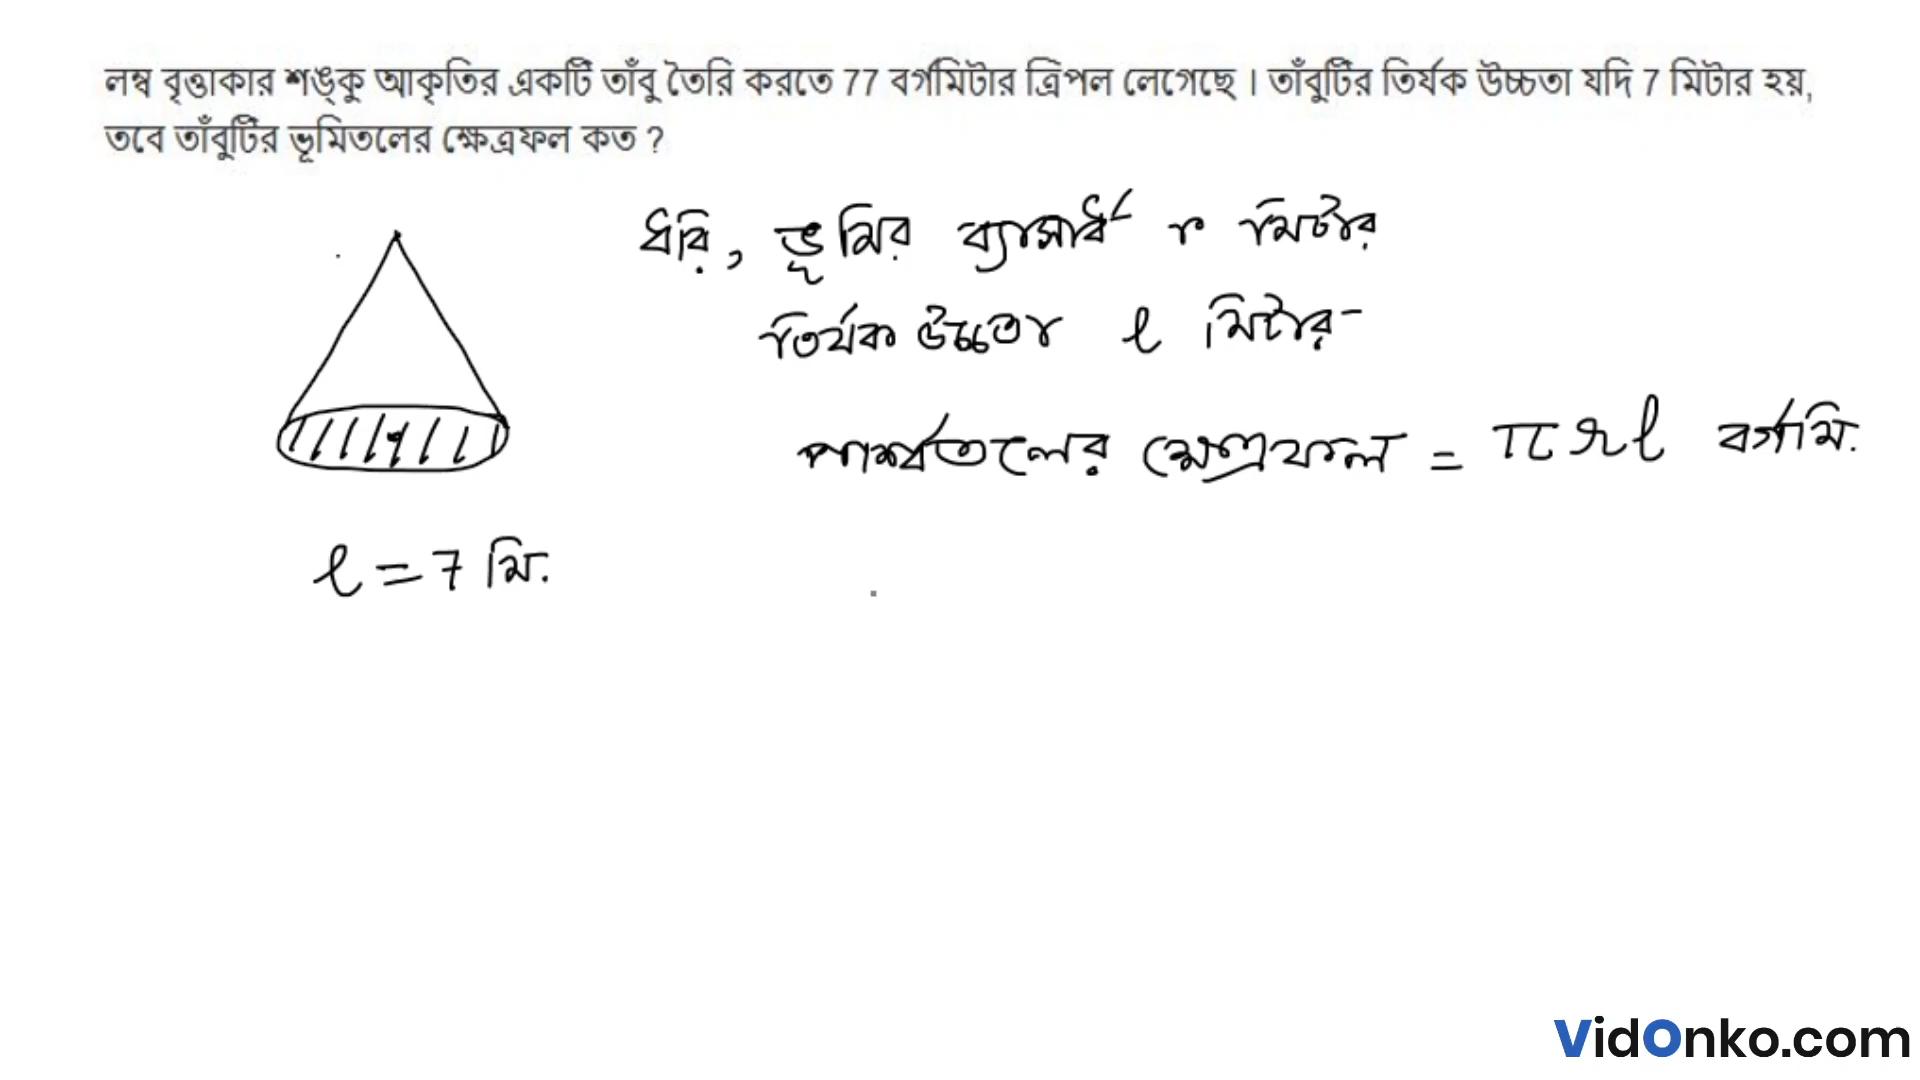 লম্ব বৃত্তাকার শঙ্কু আকৃতির একটি তাঁবু তৈরি করতে 77 বর্গমিটার ত্রিপল লেগেছে। তাঁবুটির তির্যক উচ্চতা যদি 7 মিটার হয়,
তবে তাঁবুটির ভূমিতলের ক্ষেত্রফল কত ?
ধরি, ভূমির ব্যাসার্ধ r মিটার
তির্যক উচ্চতা l মিটার
পার্শ্বতলের ক্ষেত্রফল = πrl বর্গমি.
l = 7 মি.
VidOnko.com